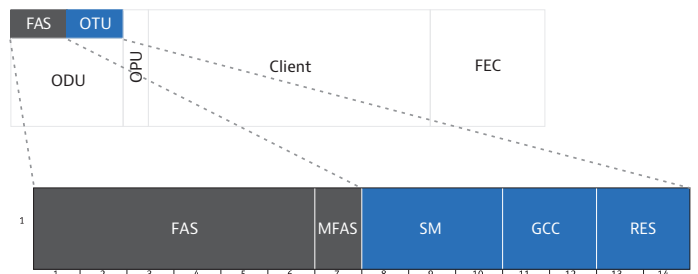 FAS OTU
ODU OPU Client FEC
1 FAS MFAS SM GCC RES
1 2 3 4 5 6 7 8 9 10 11 12 13 14